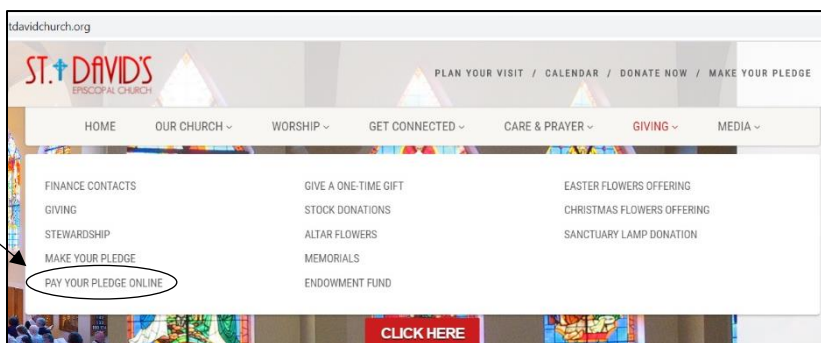 tdavidchurch.org
ST. DAVID'S
EPISCOPAL CHURCH
PLAN YOUR VISIT / CALENDAR / DONATE NOW / MAKE YOUR PLEDGE
HOME OUR CHURCH WORSHIP GET CONNECTED CARE & PRAYER GIVING MEDIA
FINANCE CONTACTS GIVE A ONE-TIME GIFT EASTER FLOWERS OFFERING
GIVING STOCK DONATIONS CHRISTMAS FLOWERS OFFERING
STEWARDSHIP ALTAR FLOWERS SANCTUARY LAMP DONATION
MAKE YOUR PLEDGE MEMORIALS
PAY YOUR PLEDGE ONLINE ENDOWMENT FUND
CLICK HERE